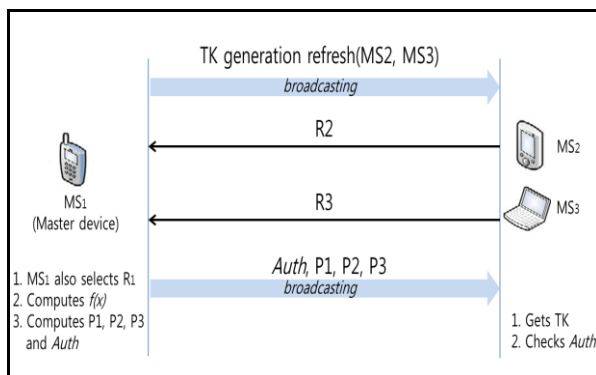 TK generation refresh(MS2, MS3)
broadcasting
R2
MS2
R3
MS3
MS1
(Master device)
Auth, P1, P2, P3
broadcasting
1. MS1 also selects R1
2. Computes f(x)
3. Computes P1, P2, P3
and Auth
1. Gets TK
2. Checks Auth